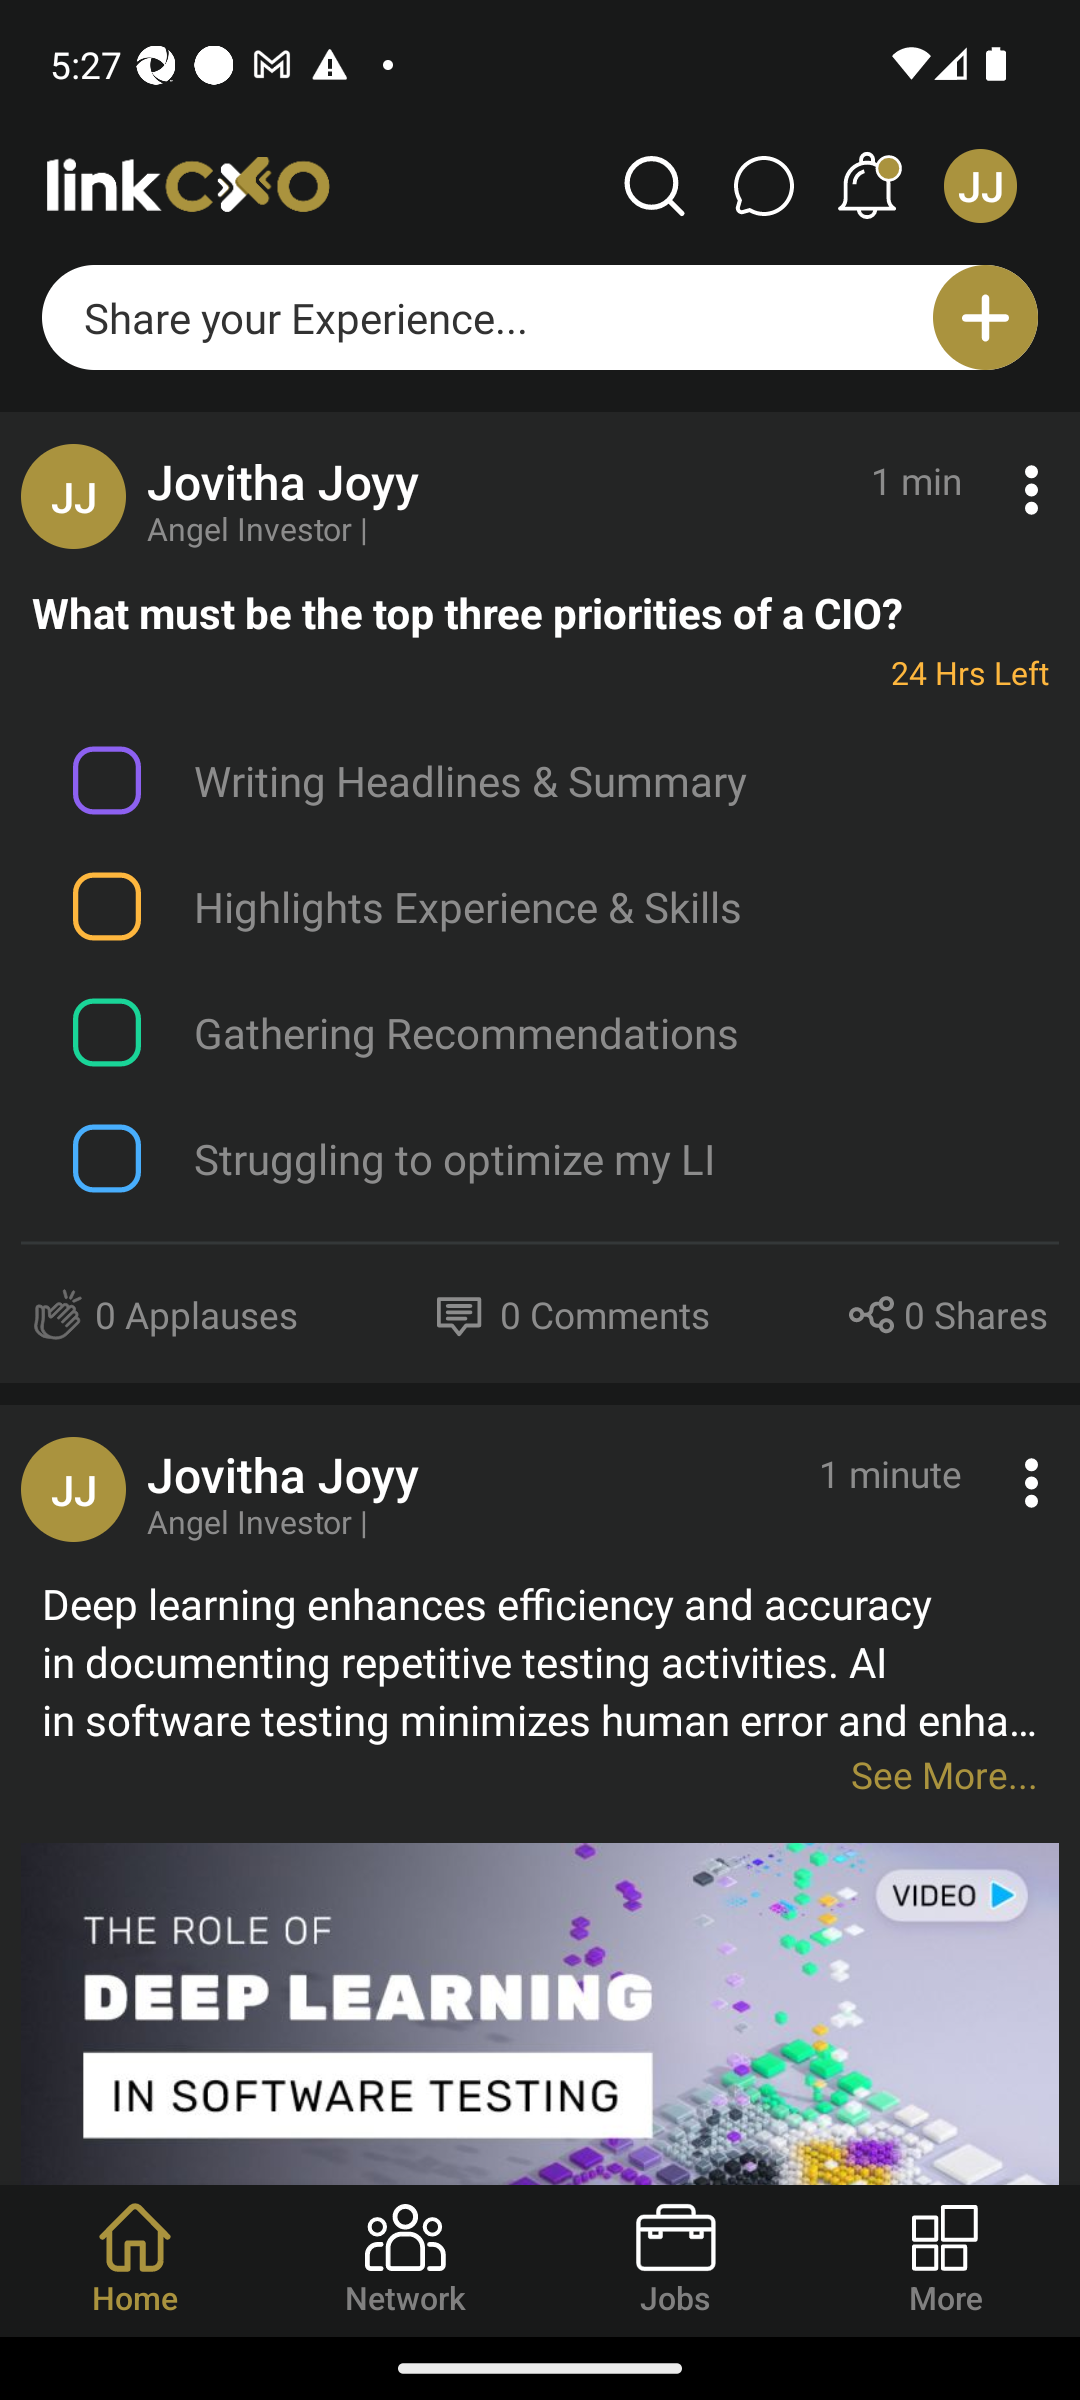 5:27
linkCXO
JJ
Share your Experience...
JJ
Jovitha Joyy
1 min
Angel Investor |
What must be the top three priorities of a CIO?
24 Hrs Left
Writing Headlines & Summary
Highlights Experience & Skills
Gathering Recommendations
Struggling to optimize my LI
0 Applauses
0 Comments
0 Shares
JJ
Jovitha Joyy
1 minute
Angel Investor |
Deep learning enhances efficiency and accuracy
in documenting repetitive testing activities. AI
in software testing minimizes human error and enha...
See More...
VIDEO
THE ROLE OF
DEEP LEARNING
IN SOFTWARE TESTING
Home
Network
Jobs
More